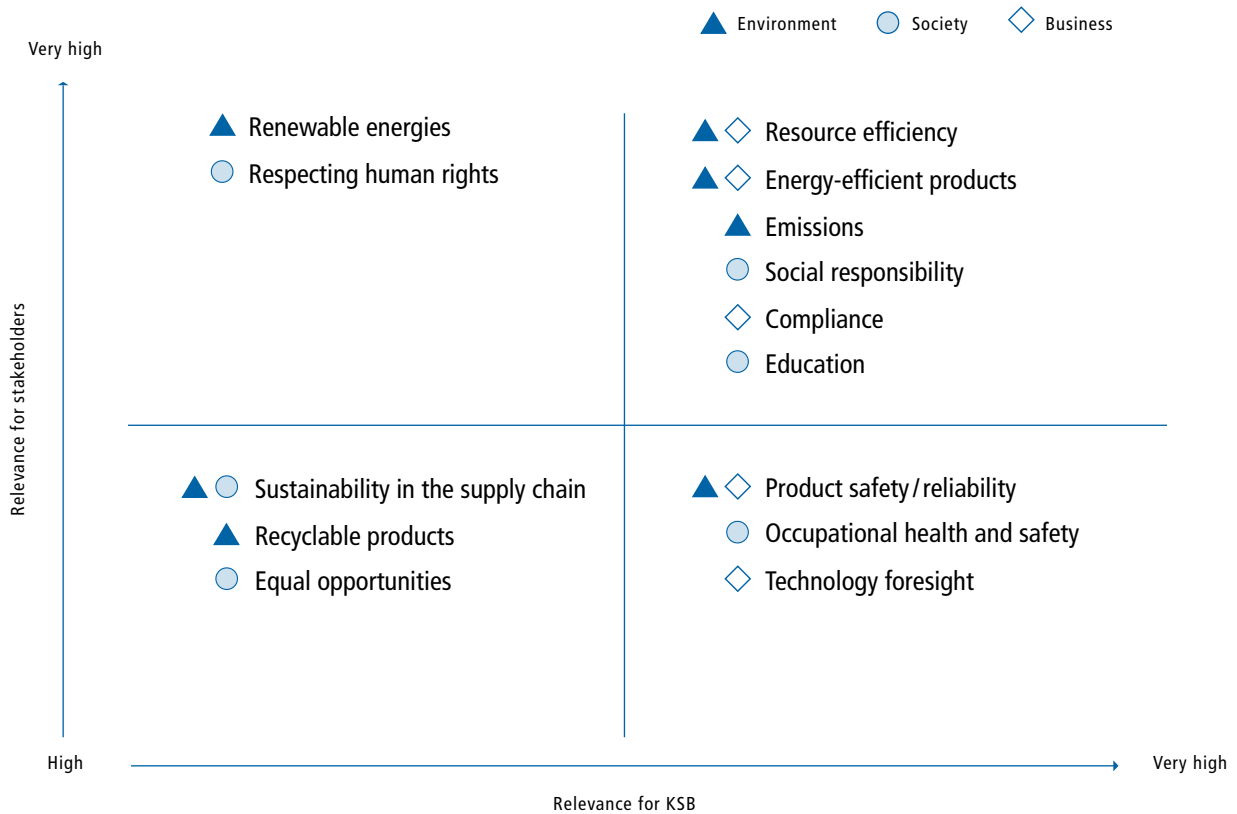 Environment
Society
Business
Very high
Renewable energies
Respecting human rights
Resource efficiency
Energy-efficient products
Emissions
Social responsibility
Compliance
Education
Relevance for stakeholders
Sustainability in the supply chain
Recyclable products
Equal opportunities
Product safety / reliability
Occupational health and safety
Technology foresight
High
Very high
Relevance for KSB